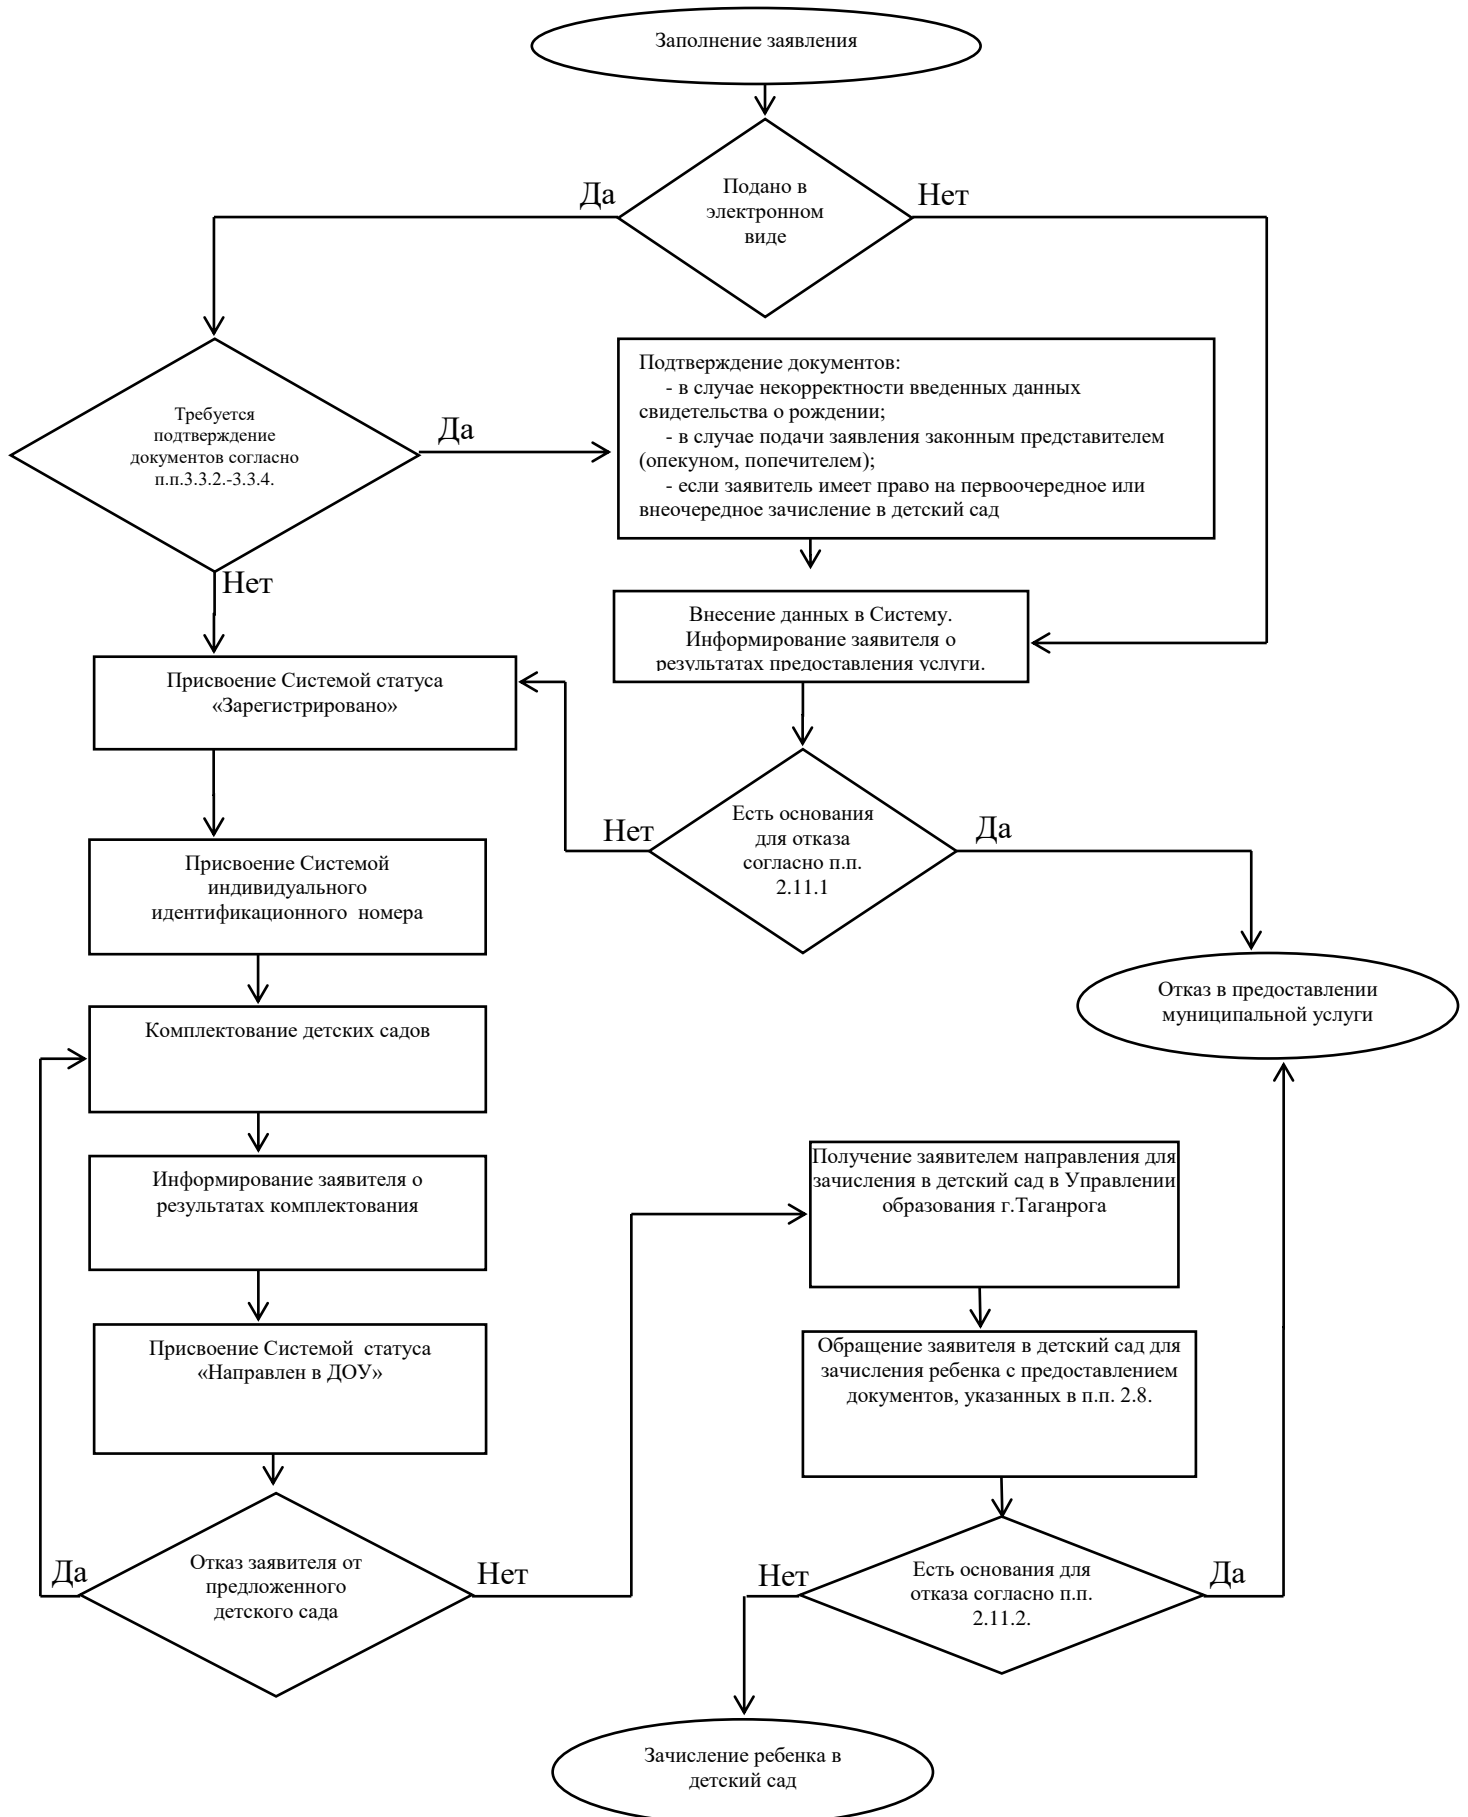 Заполнение заявления
Подано в
электронном
виде
Да
Нет
Требуется
подтверждение
документов согласно
п.п.3.3.2.-3.3.4.
Да
Подтверждение документов:
- в случае некорректности введенных данных
свидетельства о рождении;
- в случае подачи заявления законным представителем
(опекуном, попечителем);
- если заявитель имеет право на первоочередное или
внеочередное зачисление в детский сад
Нет
Внесение данных в Систему.
Информирование заявителя о
результатах предоставления услуги.
Присвоение Системой статуса
«Зарегистрировано»
Есть основания
для отказа
согласно п.п.
2.11.1
Нет
Да
Присвоение Системой
индивидуального
идентификационного номера
Отказ в предоставлении
муниципальной услуги
Комплектование детских садов
Информирование заявителя о
результатах комплектования
Получение заявителем направления для
зачисления в детский сад в Управлении
образования г.Таганрога
Присвоение Системой статуса
«Направлен в ДОУ»
Обращение заявителя в детский сад для
зачисления ребенка с предоставлением
документов, указанных в п.п. 2.8.
Да
Отказ заявителя от
предложенного
детского сада
Нет
Нет
Есть основания для
отказа согласно п.п.
2.11.2.
Да
Зачисление ребенка в
детский сад